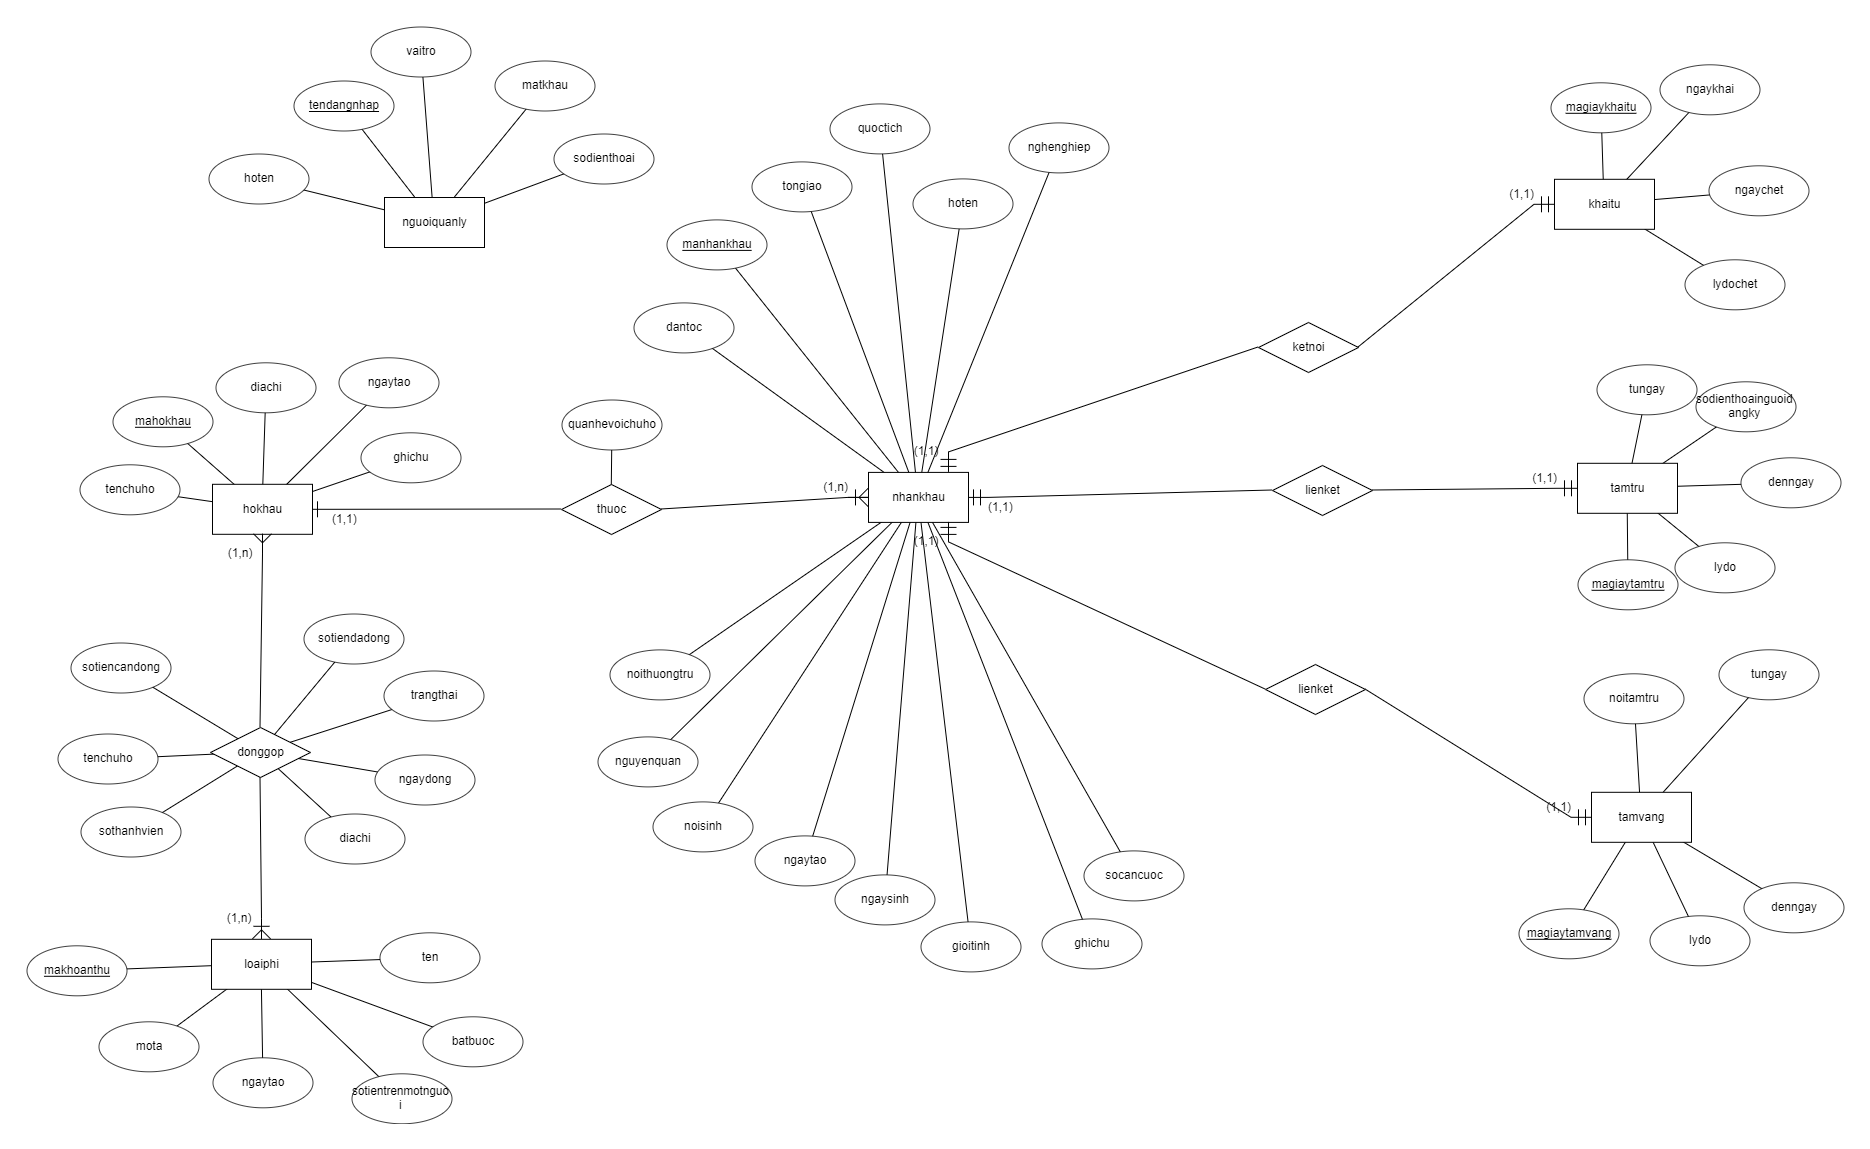 vaitro
matkhau
tendangnhap
sodienthoai
hoten
nguoiquanly
quoctich
nghenghiep
tongiao
hoten
manhankhau
dantoc
magiaykhaitu
ngaykhai
ngaychet
(1,1)
khaitu
lydochet
ketnoi
diachi
ngaytao
mahokhau
ghichu
tenchuho
hokhau
(1,1)
(1,n)
quanhevoichuho
thuoc
(1,n)
(1,1)
nhankhau
(1,1)
(1,1)
lienket
(1,1)
tungay
sodienthoainguoid
angky
denngay
tamtru
magiaytamtru
lydo
sotiendadong
sotiencandong
trangthai
donggop
tenchuho
ngaydong
sothanhvien
diachi
noithuongtru
nguyenquan
noisinh
ngaytao
ngaysinh
gioitinh
ghichu
socancuoc
lienket
tungay
noitamtru
(1,1)
tamvang
denngay
magiaytamvang
lydo
(1,n)
loaiphi
ten
makhoanthu
batbuoc
mota
ngaytao
sotientrenmotnguo
i